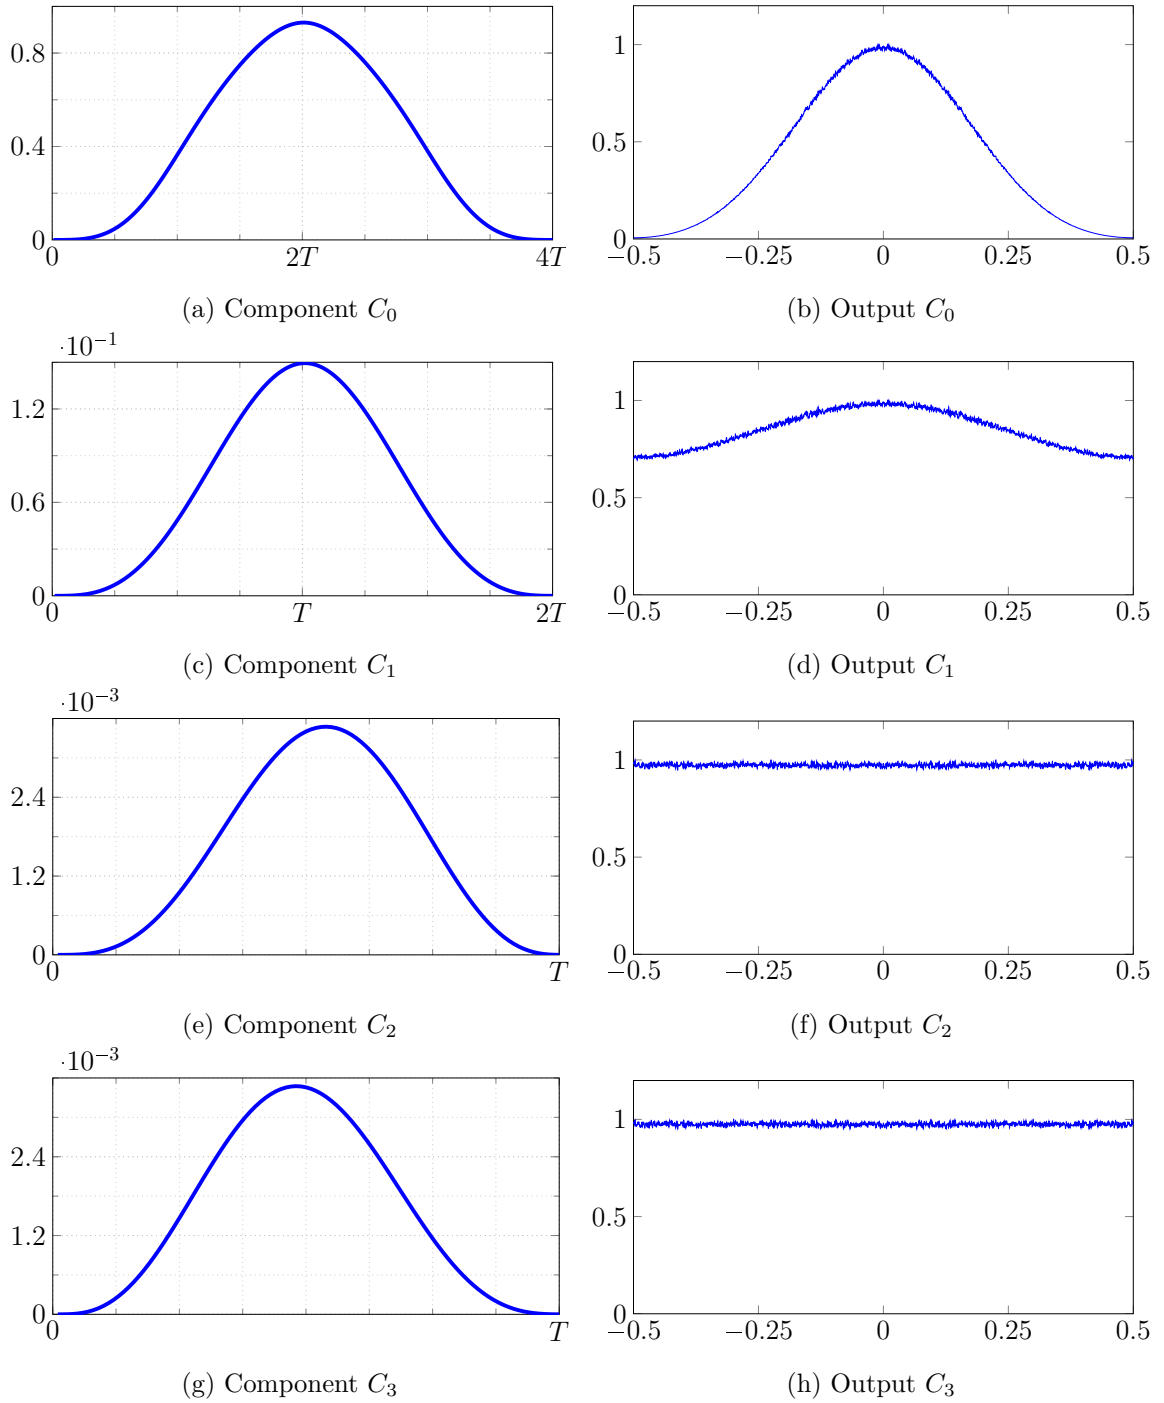 0.8
0.4
0
0 2T 4T
1
0.5
0
−0.5 −0.25 0 0.25 0.5
(a) Component C0
(b) Output C0
·10−1
1.2
0.6
0
0 T 2T
1
0.5
0
−0.5 −0.25 0 0.25 0.5
(c) Component C1
(d) Output C1
·10−3
2.4
1.2
0
0 T
1
0.5
0
−0.5 −0.25 0 0.25 0.5
(e) Component C2
(f) Output C2
·10−3
2.4
1.2
0
0 T
1
0.5
0
−0.5 −0.25 0 0.25 0.5
(g) Component C3
(h) Output C3